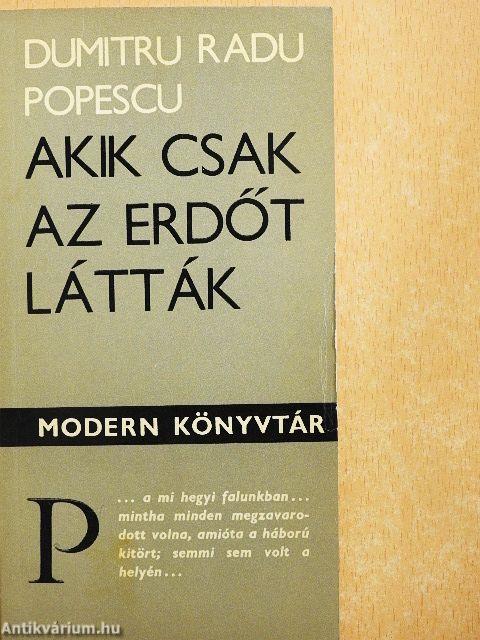 DUMITRU RADU
POPESCU
AKIK CSAK
AZ ERDŐT
LÁTTÁK
MODERN KÖNYVTÁR
P
... a mi hegyi falunkban...
mintha minden megzavaro-
dott volna, amióta a háború
kitört; semmi sem volt a
helyén...
Antikvárium.hu